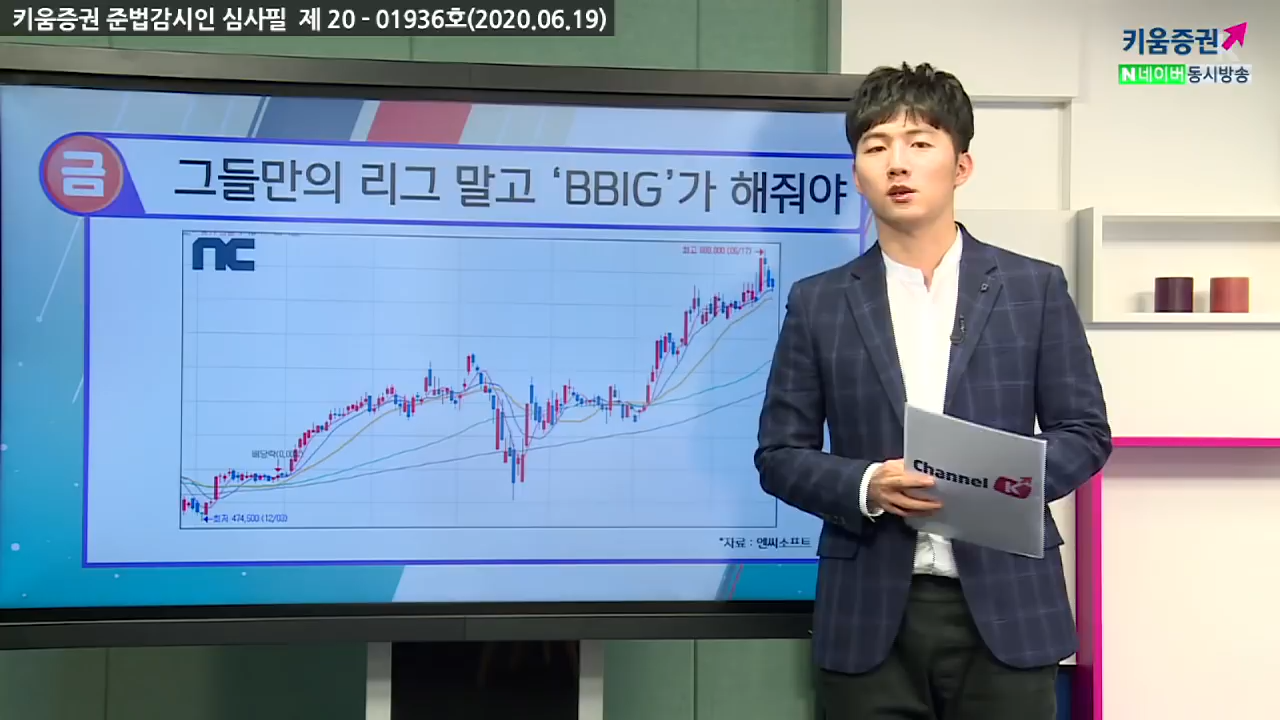 키움증권 준법감시인 심사필 제 20 - 01936호(2020.06.19)
키움증권
N 네이버 동시방송
금
그들만의 리그 말고 ‘BBIG’가 해줘야
NC
최저 474,500 (12/03)
*자료 : 엔씨소프트
Channel K